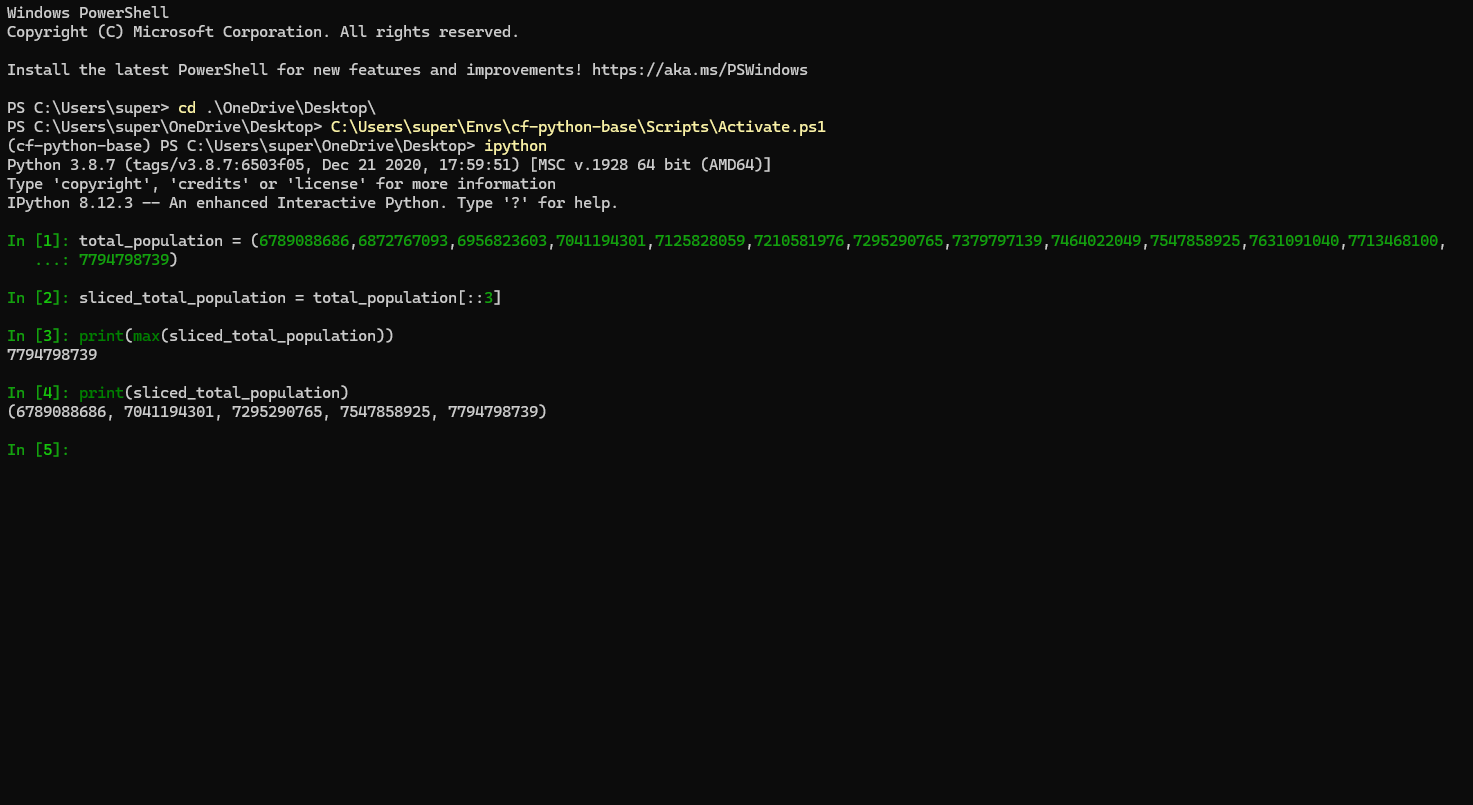 Windows PowerShell
Copyright (C) Microsoft Corporation. All rights reserved.
Install the latest PowerShell for new features and improvements! https://aka.ms/PSWindows
PS C:\Users\super> cd .\OneDrive\Desktop\
PS C:\Users\super\OneDrive\Desktop> C:\Users\super\Envs\cf-python-base\Scripts\Activate.ps1
(cf-python-base) PS C:\Users\super\OneDrive\Desktop> ipython
Python 3.8.7 (tags/v3.8.7:6503f05, Dec 21 2020, 17:59:51) [MSC v.1928 64 bit (AMD64)]
Type 'copyright', 'credits' or 'license' for more information
IPython 8.12.3 -- An enhanced Interactive Python. Type '?' for help.
In [1]: total_population = (6789088686,6872767093,6956823603,7041194301,7125828059,7210581976,7295290765,7379797139,7464022049,7547858925,7631091040,7713468100,
...: 7794798739)
In [2]: sliced_total_population = total_population[::3]
In [3]: print(max(sliced_total_population))
7794798739
In [4]: print(sliced_total_population)
(6789088686, 7041194301, 7295290765, 7547858925, 7794798739)
In [5]: